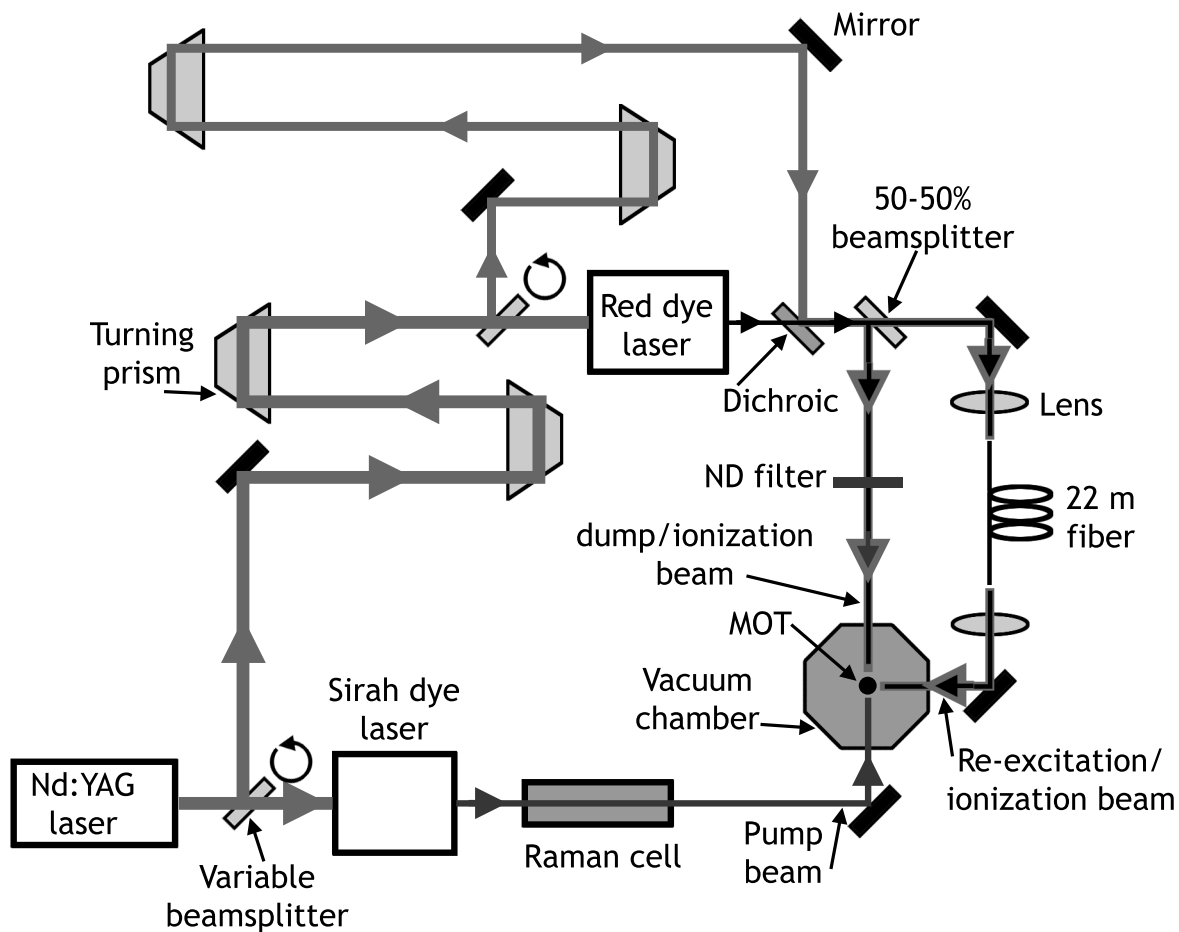 Mirror
50-50%
beamsplitter
Red dye
laser
Turning
prism
Dichroic
Lens
ND filter
22 m
fiber
dump/ionization
beam
MOT
Vacuum
chamber
Sirah dye
laser
Nd:YAG
laser
Re-excitation/
ionization beam
Raman cell
Pump
beam
Variable
beamsplitter